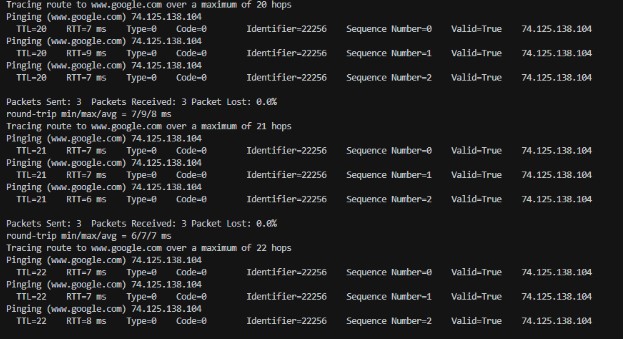 Tracing route to www.google.com over a maximum of 20 hops
Pinging (www.google.com) 74.125.138.104
TTL=20 RTT=7 ms Type=0 Code=0 Identifier=22256 Sequence Number=0 Valid=True 74.125.138.104
Pinging (www.google.com) 74.125.138.104
TTL=20 RTT=9 ms Type=0 Code=0 Identifier=22256 Sequence Number=1 Valid=True 74.125.138.104
Pinging (www.google.com) 74.125.138.104
TTL=20 RTT=7 ms Type=0 Code=0 Identifier=22256 Sequence Number=2 Valid=True 74.125.138.104
Packets Sent: 3 Packets Received: 3 Packet Lost: 0.0%
round-trip min/max/avg = 7/9/8 ms
Tracing route to www.google.com over a maximum of 21 hops
Pinging (www.google.com) 74.125.138.104
TTL=21 RTT=7 ms Type=0 Code=0 Identifier=22256 Sequence Number=0 Valid=True 74.125.138.104
Pinging (www.google.com) 74.125.138.104
TTL=21 RTT=7 ms Type=0 Code=0 Identifier=22256 Sequence Number=1 Valid=True 74.125.138.104
Pinging (www.google.com) 74.125.138.104
TTL=21 RTT=6 ms Type=0 Code=0 Identifier=22256 Sequence Number=2 Valid=True 74.125.138.104
Packets Sent: 3 Packets Received: 3 Packet Lost: 0.0%
round-trip min/max/avg = 6/7/7 ms
Tracing route to www.google.com over a maximum of 22 hops
Pinging (www.google.com) 74.125.138.104
TTL=22 RTT=7 ms Type=0 Code=0 Identifier=22256 Sequence Number=0 Valid=True 74.125.138.104
Pinging (www.google.com) 74.125.138.104
TTL=22 RTT=7 ms Type=0 Code=0 Identifier=22256 Sequence Number=1 Valid=True 74.125.138.104
Pinging (www.google.com) 74.125.138.104
TTL=22 RTT=8 ms Type=0 Code=0 Identifier=22256 Sequence Number=2 Valid=True 74.125.138.104